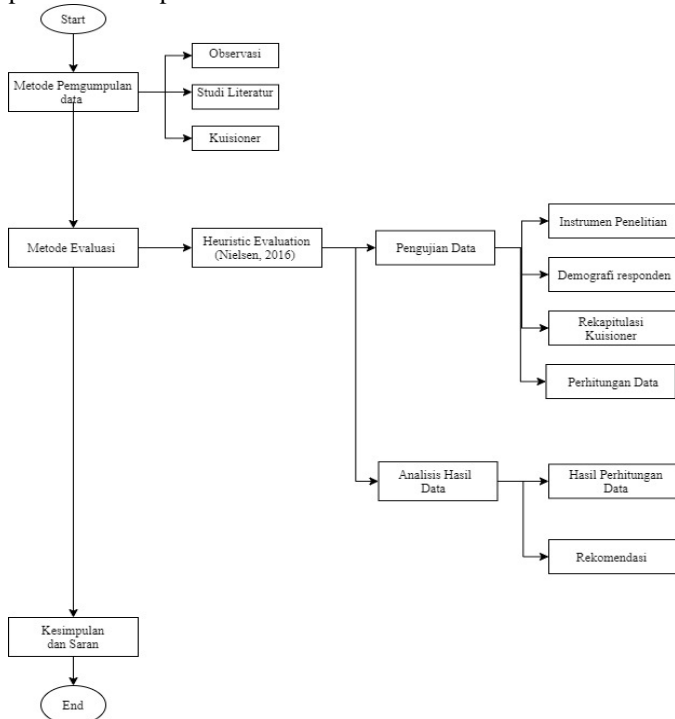 Start
Metode Pemgumpulan
data
Observasi
Studi Literatur
Kuisioner
Metode Evaluasi
Heuristic Evaluation
(Nielsen, 2016)
Pengujian Data
Instrumen Penelitian
Demografi responden
Rekapitulasi
Kuisioner
Perhitungan Data
Analisis Hasil
Data
Hasil Perhitungan
Data
Rekomendasi
Kesimpulan
dan Saran
End